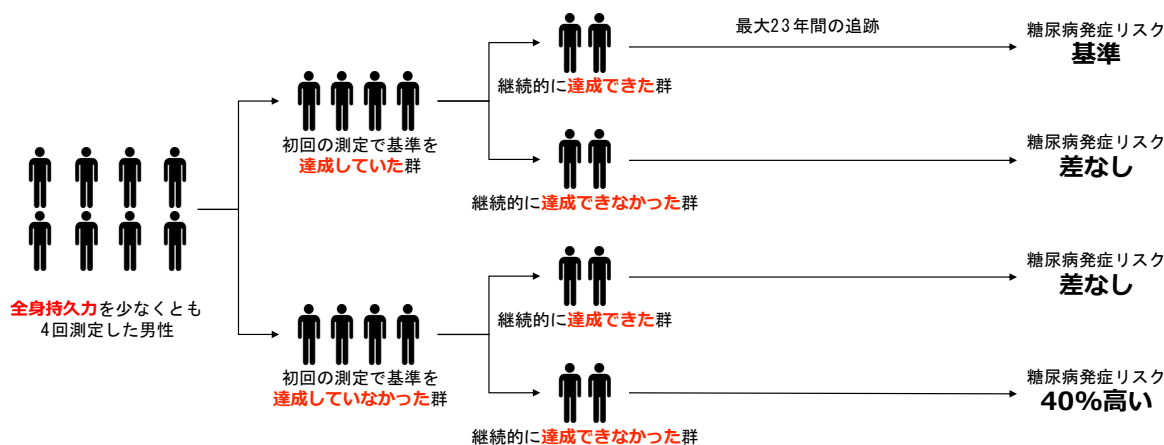 全身持久力を少なくとも
4回測定した男性
初回の測定で基準を
達成していた群
初回の測定で基準を
達成していなかった群
継続的に達成できた群
最大23年間の追跡
糖尿病発症リスク
基準
継続的に達成できなかった群
糖尿病発症リスク
差なし
継続的に達成できた群
糖尿病発症リスク
差なし
継続的に達成できなかった群
糖尿病発症リスク
40%高い